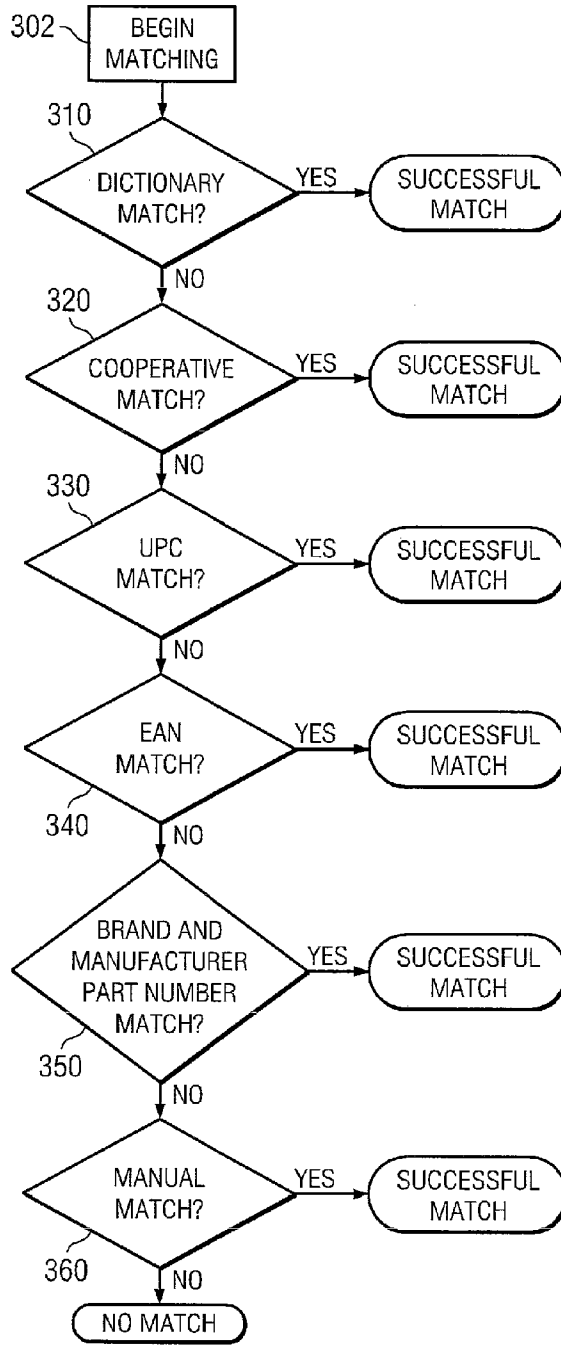 302
BEGIN
MATCHING
310
DICTIONARY
MATCH?
YES
SUCCESSFUL
MATCH
NO
320
COOPERATIVE
MATCH?
YES
SUCCESSFUL
MATCH
NO
330
UPC
MATCH?
YES
SUCCESSFUL
MATCH
NO
EAN
MATCH?
YES
SUCCESSFUL
MATCH
340
NO
BRAND AND
MANUFACTURER
PART NUMBER
MATCH?
YES
SUCCESSFUL
MATCH
350
NO
MANUAL
MATCH?
YES
SUCCESSFUL
MATCH
360
NO
NO MATCH